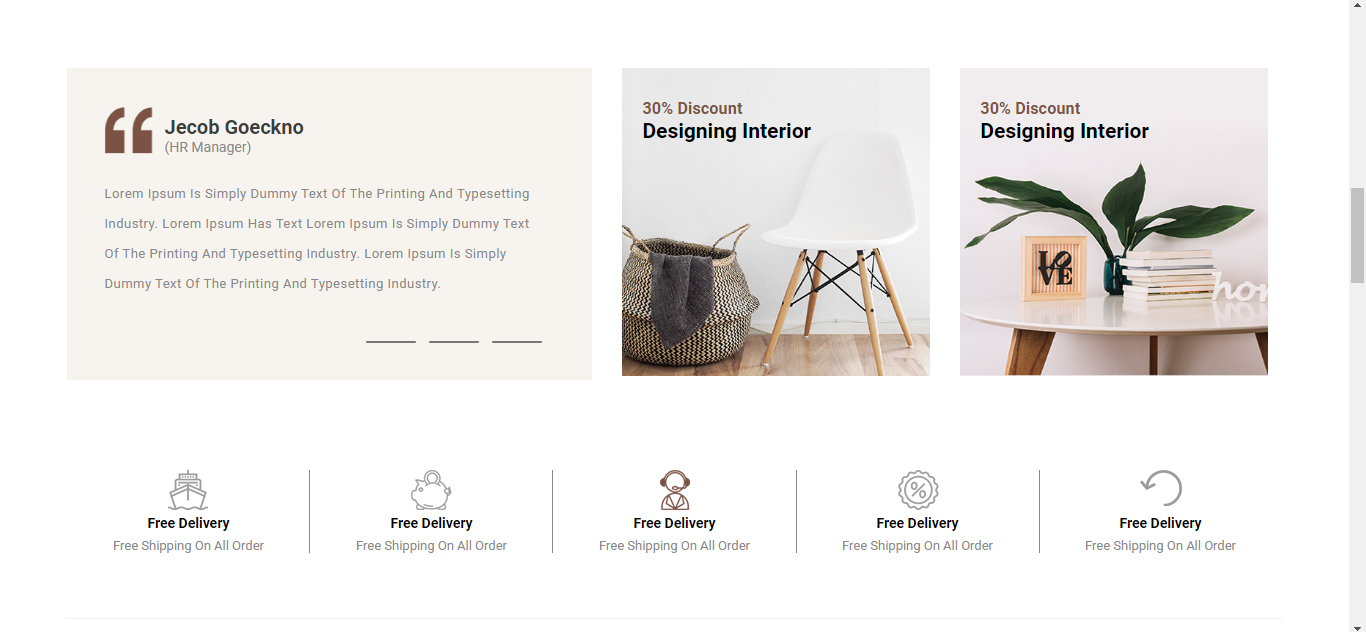 Jecob Goeckno
(HR Manager)
Lorem Ipsum Is Simply Dummy Text Of The Printing And Typesetting
Industry. Lorem Ipsum Has Text Lorem Ipsum Is Simply Dummy Text
Of The Printing And Typesetting Industry. Lorem Ipsum Is Simply
Dummy Text Of The Printing And Typesetting Industry.
30% Discount
Designing Interior
30% Discount
Designing Interior
LO
VE
Free Delivery
Free Shipping On All Order
Free Delivery
Free Shipping On All Order
Free Delivery
Free Shipping On All Order
Free Delivery
Free Shipping On All Order
Free Delivery
Free Shipping On All Order